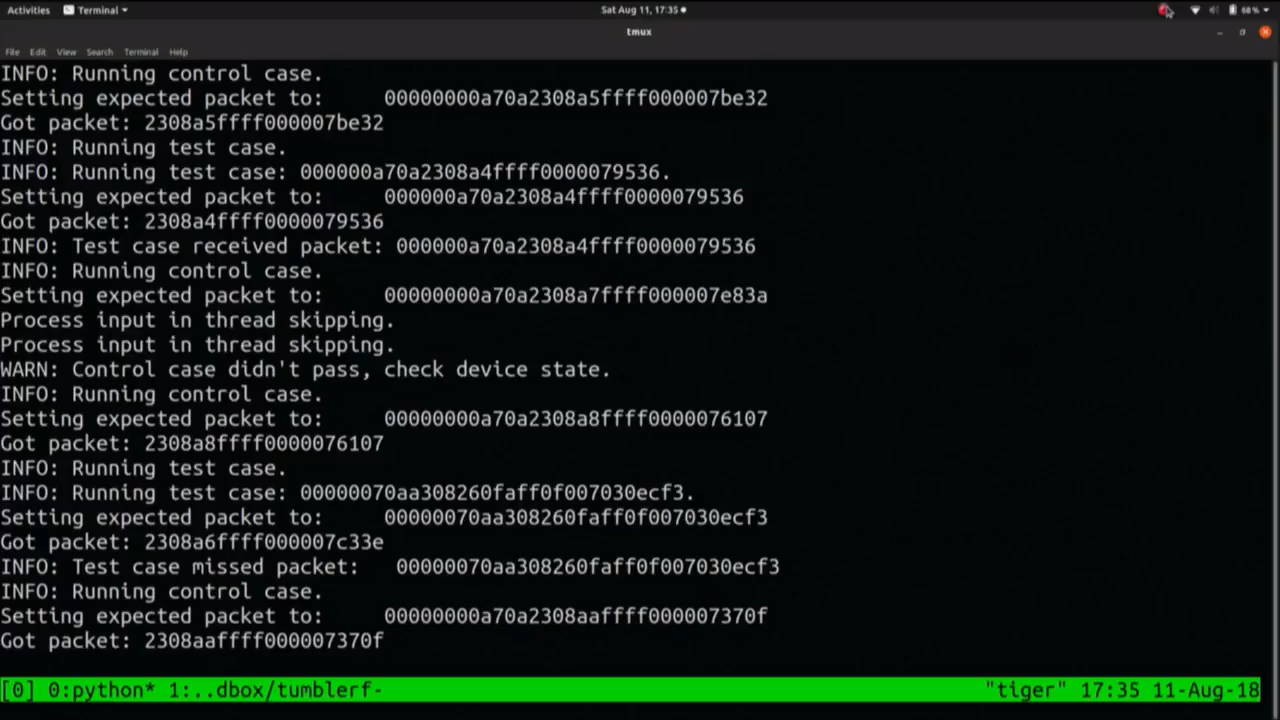 Activities Terminal Sat Aug 11, 17:35 68%
tmux
File Edit View Search Terminal Help
INFO: Running control case.
Setting expected packet to: 00000000a70a2308a5ffff000007be32
Got packet: 2308a5ffff000007be32
INFO: Running test case.
INFO: Running test case: 000000a70a2308a4ffff0000079536.
Setting expected packet to: 000000a70a2308a4ffff0000079536
Got packet: 2308a4ffff0000079536
INFO: Test case received packet: 000000a70a2308a4ffff0000079536
INFO: Running control case.
Setting expected packet to: 00000000a70a2308a7ffff000007e83a
Process input in thread skipping.
Process input in thread skipping.
WARN: Control case didn't pass, check device state.
INFO: Running control case.
Setting expected packet to: 00000000a70a2308a8ffff0000076107
Got packet: 2308a8ffff0000076107
INFO: Running test case.
INFO: Running test case: 00000070aa308260faff0f007030ecf3.
Setting expected packet to: 00000070aa308260faff0f007030ecf3
Got packet: 2308a6ffff000007c33e
INFO: Test case missed packet: 00000070aa308260faff0f007030ecf3
INFO: Running control case.
Setting expected packet to: 00000000a70a2308aaffff000007370f
Got packet: 2308aaffff000007370f
[0] 0:python* 1:..dbox/tumblerf- "tiger" 17:35 11-Aug-18